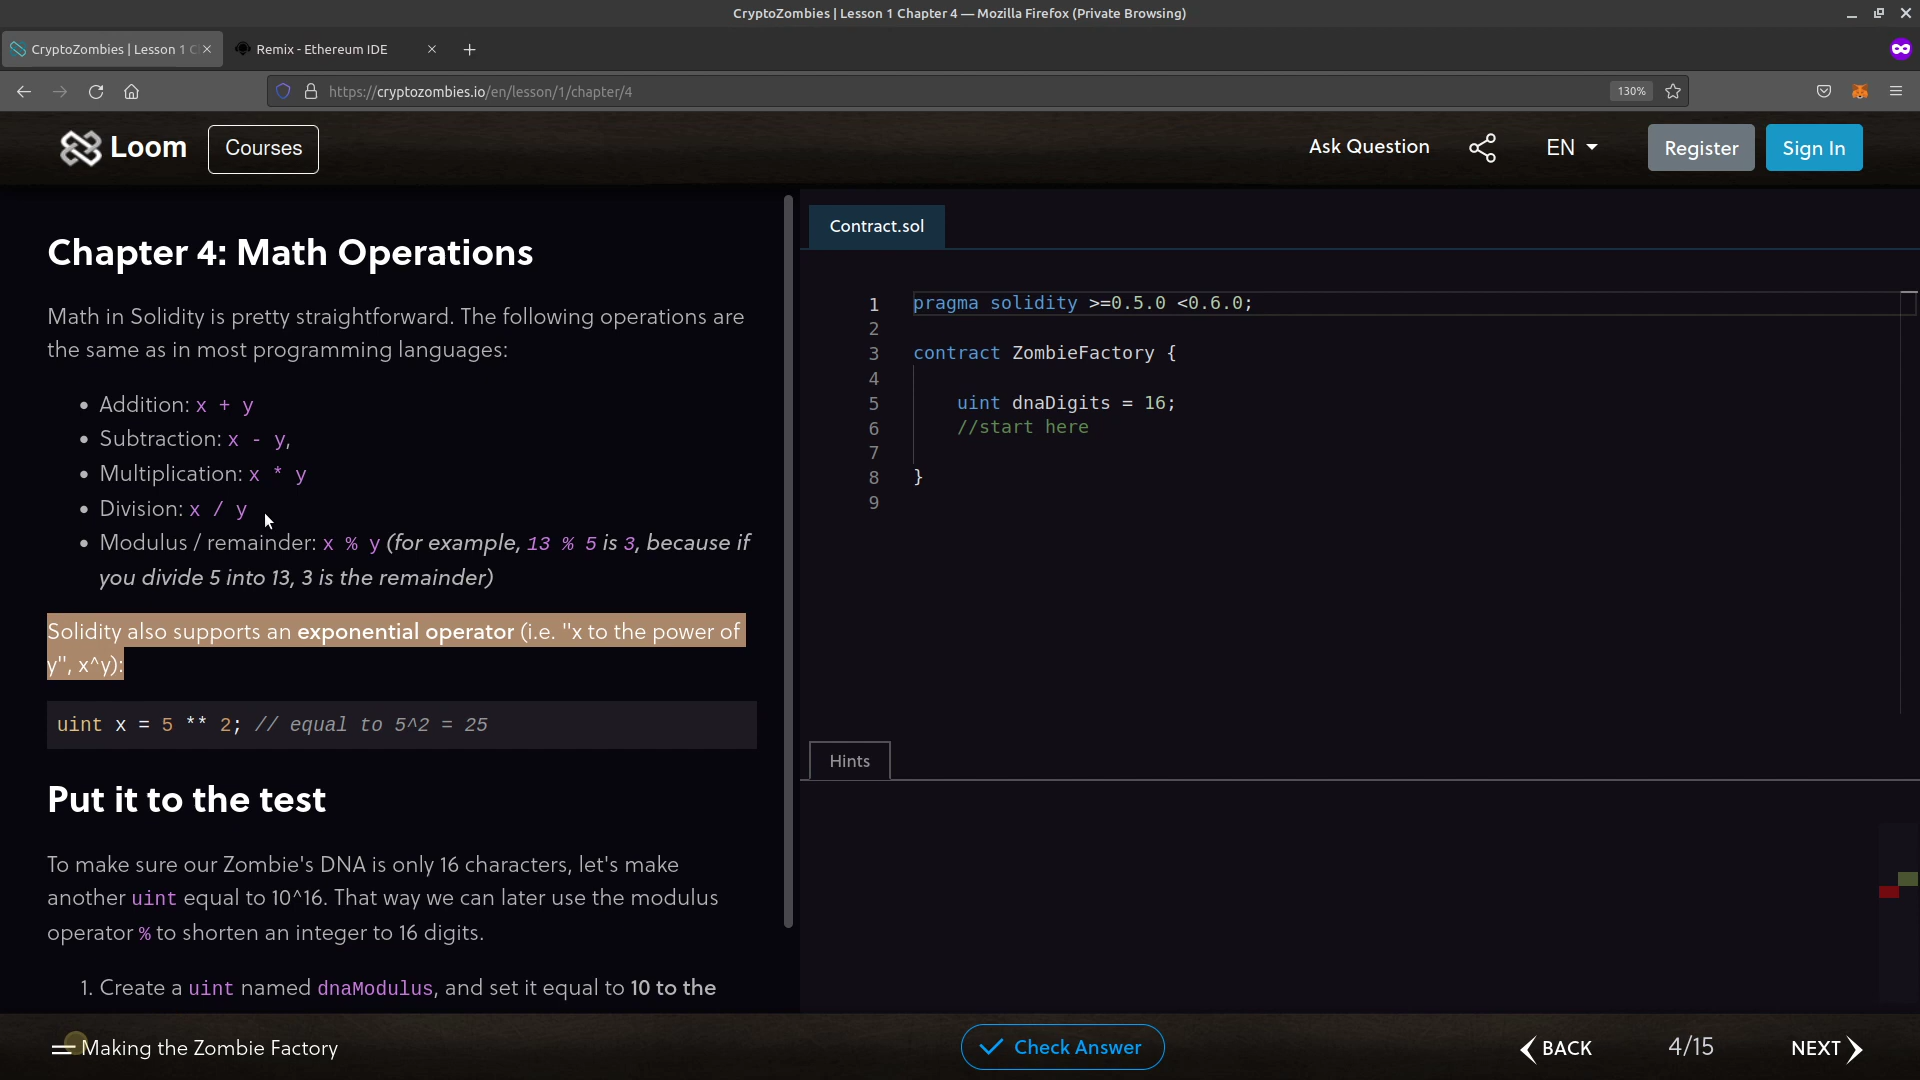 CryptoZombies | Lesson 1 Chapter 4 — Mozilla Firefox (Private Browsing)
CryptoZombies | Lesson 1 C
Remix - Ethereum IDE
https://cryptozombies.io/en/lesson/1/chapter/4
130%
Loom
Courses
Ask Question
EN
Register
Sign In
Chapter 4: Math Operations
Math in Solidity is pretty straightforward. The following operations are
the same as in most programming languages:
• Addition: x + y
• Subtraction: x - y,
• Multiplication: x * y
• Division: x / y
• Modulus / remainder: x % y (for example, 13 % 5 is 3, because if
you divide 5 into 13, 3 is the remainder)
Solidity also supports an exponential operator (i.e. "x to the power of
y", x^y):
uint x = 5 ** 2; // equal to 5^2 = 25
Put it to the test
To make sure our Zombie's DNA is only 16 characters, let's make
another uint equal to 10^16. That way we can later use the modulus
operator % to shorten an integer to 16 digits.
1. Create a uint named dnaModulus, and set it equal to 10 to the
Contract.sol
1 pragma solidity >=0.5.0 <0.6.0;
2
3 contract ZombieFactory {
4
5 uint dnaDigits = 16;
6 //start here
7
8 }
9
Hints
Making the Zombie Factory
Check Answer
BACK
4/15
NEXT